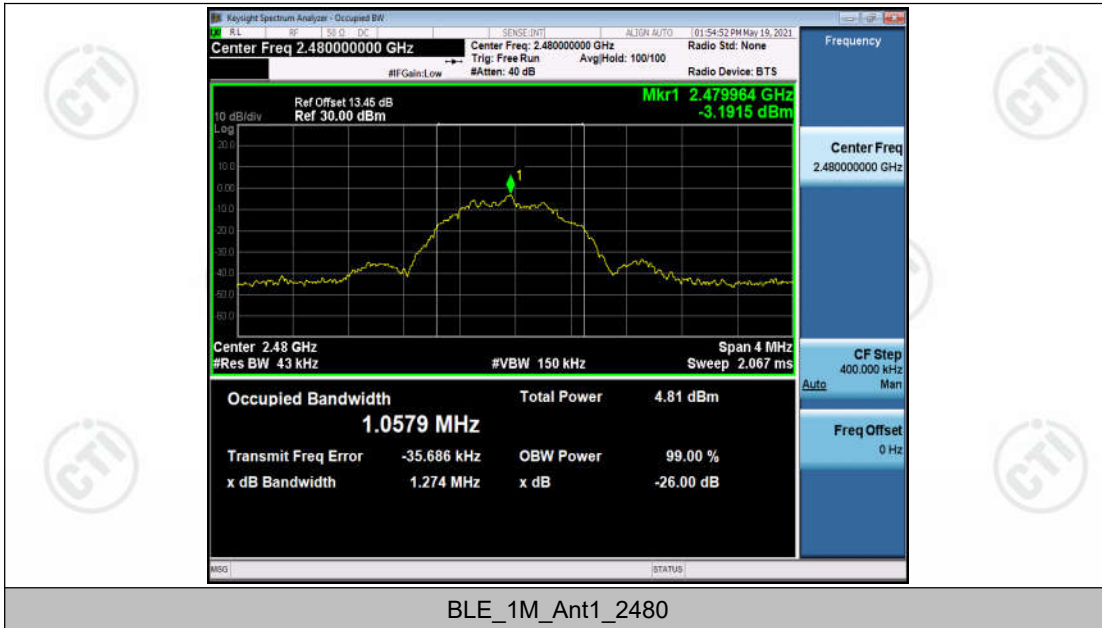 Keysight Spectrum Analyzer - Occupied BW
RL RF 50 Ω DC SENSE:INT ALIGN AUTO 01:54:52 PM May 19, 2021
Center Freq 2.480000000 GHz Center Freq: 2.480000000 GHz Radio Std: None Frequency
Trig: Free Run Avg|Hold: 100/100
#IFGain:Low #Atten: 40 dB Radio Device: BTS
Ref Offset 13.45 dB Mkr1 2.479964 GHz
10 dB/div Ref 30.00 dBm -3.1915 dBm
Log
20.0
10.0
0.00
-10.0
-20.0
-30.0
-40.0
-50.0
-60.0
1
Center Freq
2.480000000 GHz
Center 2.48 GHz Span 4 MHz
#Res BW 43 kHz #VBW 150 kHz Sweep 2.067 ms
CF Step
400.000 kHz
Auto Man
Occupied Bandwidth Total Power 4.81 dBm
1.0579 MHz
Freq Offset
0 Hz
Transmit Freq Error -35.686 kHz OBW Power 99.00 %
x dB Bandwidth 1.274 MHz x dB -26.00 dB
MSG STATUS
BLE_1M_Ant1_2480
CTI
CTI
CTI
CTI